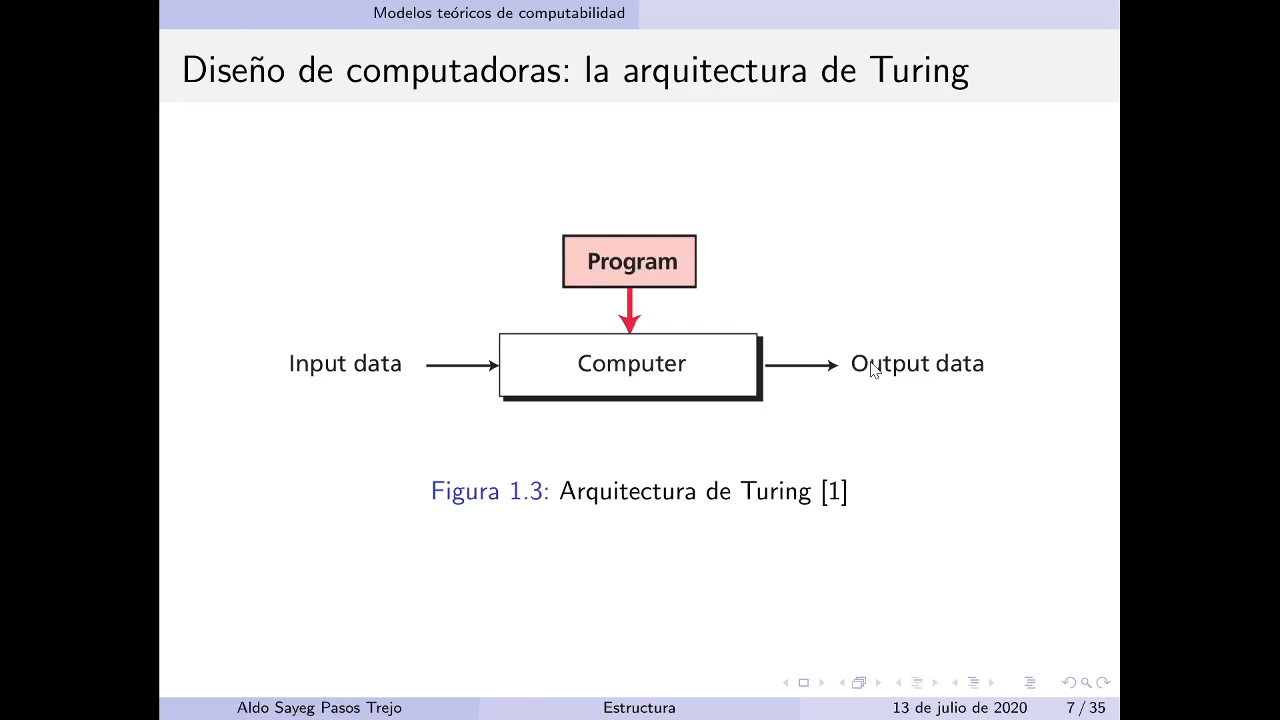 Modelos teóricos de computabilidad
Diseño de computadoras: la arquitectura de Turing
Program
Input data
Computer
Output data
Figura 1.3: Arquitectura de Turing [1]
Aldo Sayeg Pasos Trejo
Estructura
13 de julio de 2020
7 / 35